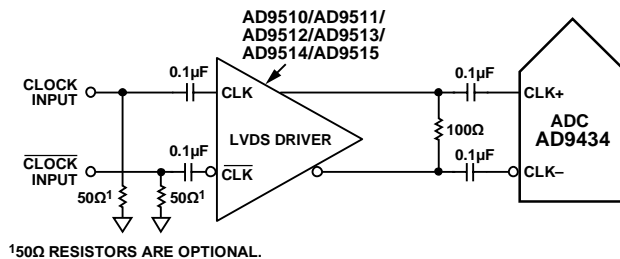 AD9510/AD9511/
AD9512/AD9513/
AD9514/AD9515
CLOCK
INPUT
0.1µF
CLK
0.1µF
CLK+
LVDS DRIVER
100Ω
ADC
AD9434
CLOCK
INPUT
0.1µF
CLK
0.1µF
CLK–
50Ω¹
50Ω¹
¹50Ω RESISTORS ARE OPTIONAL.